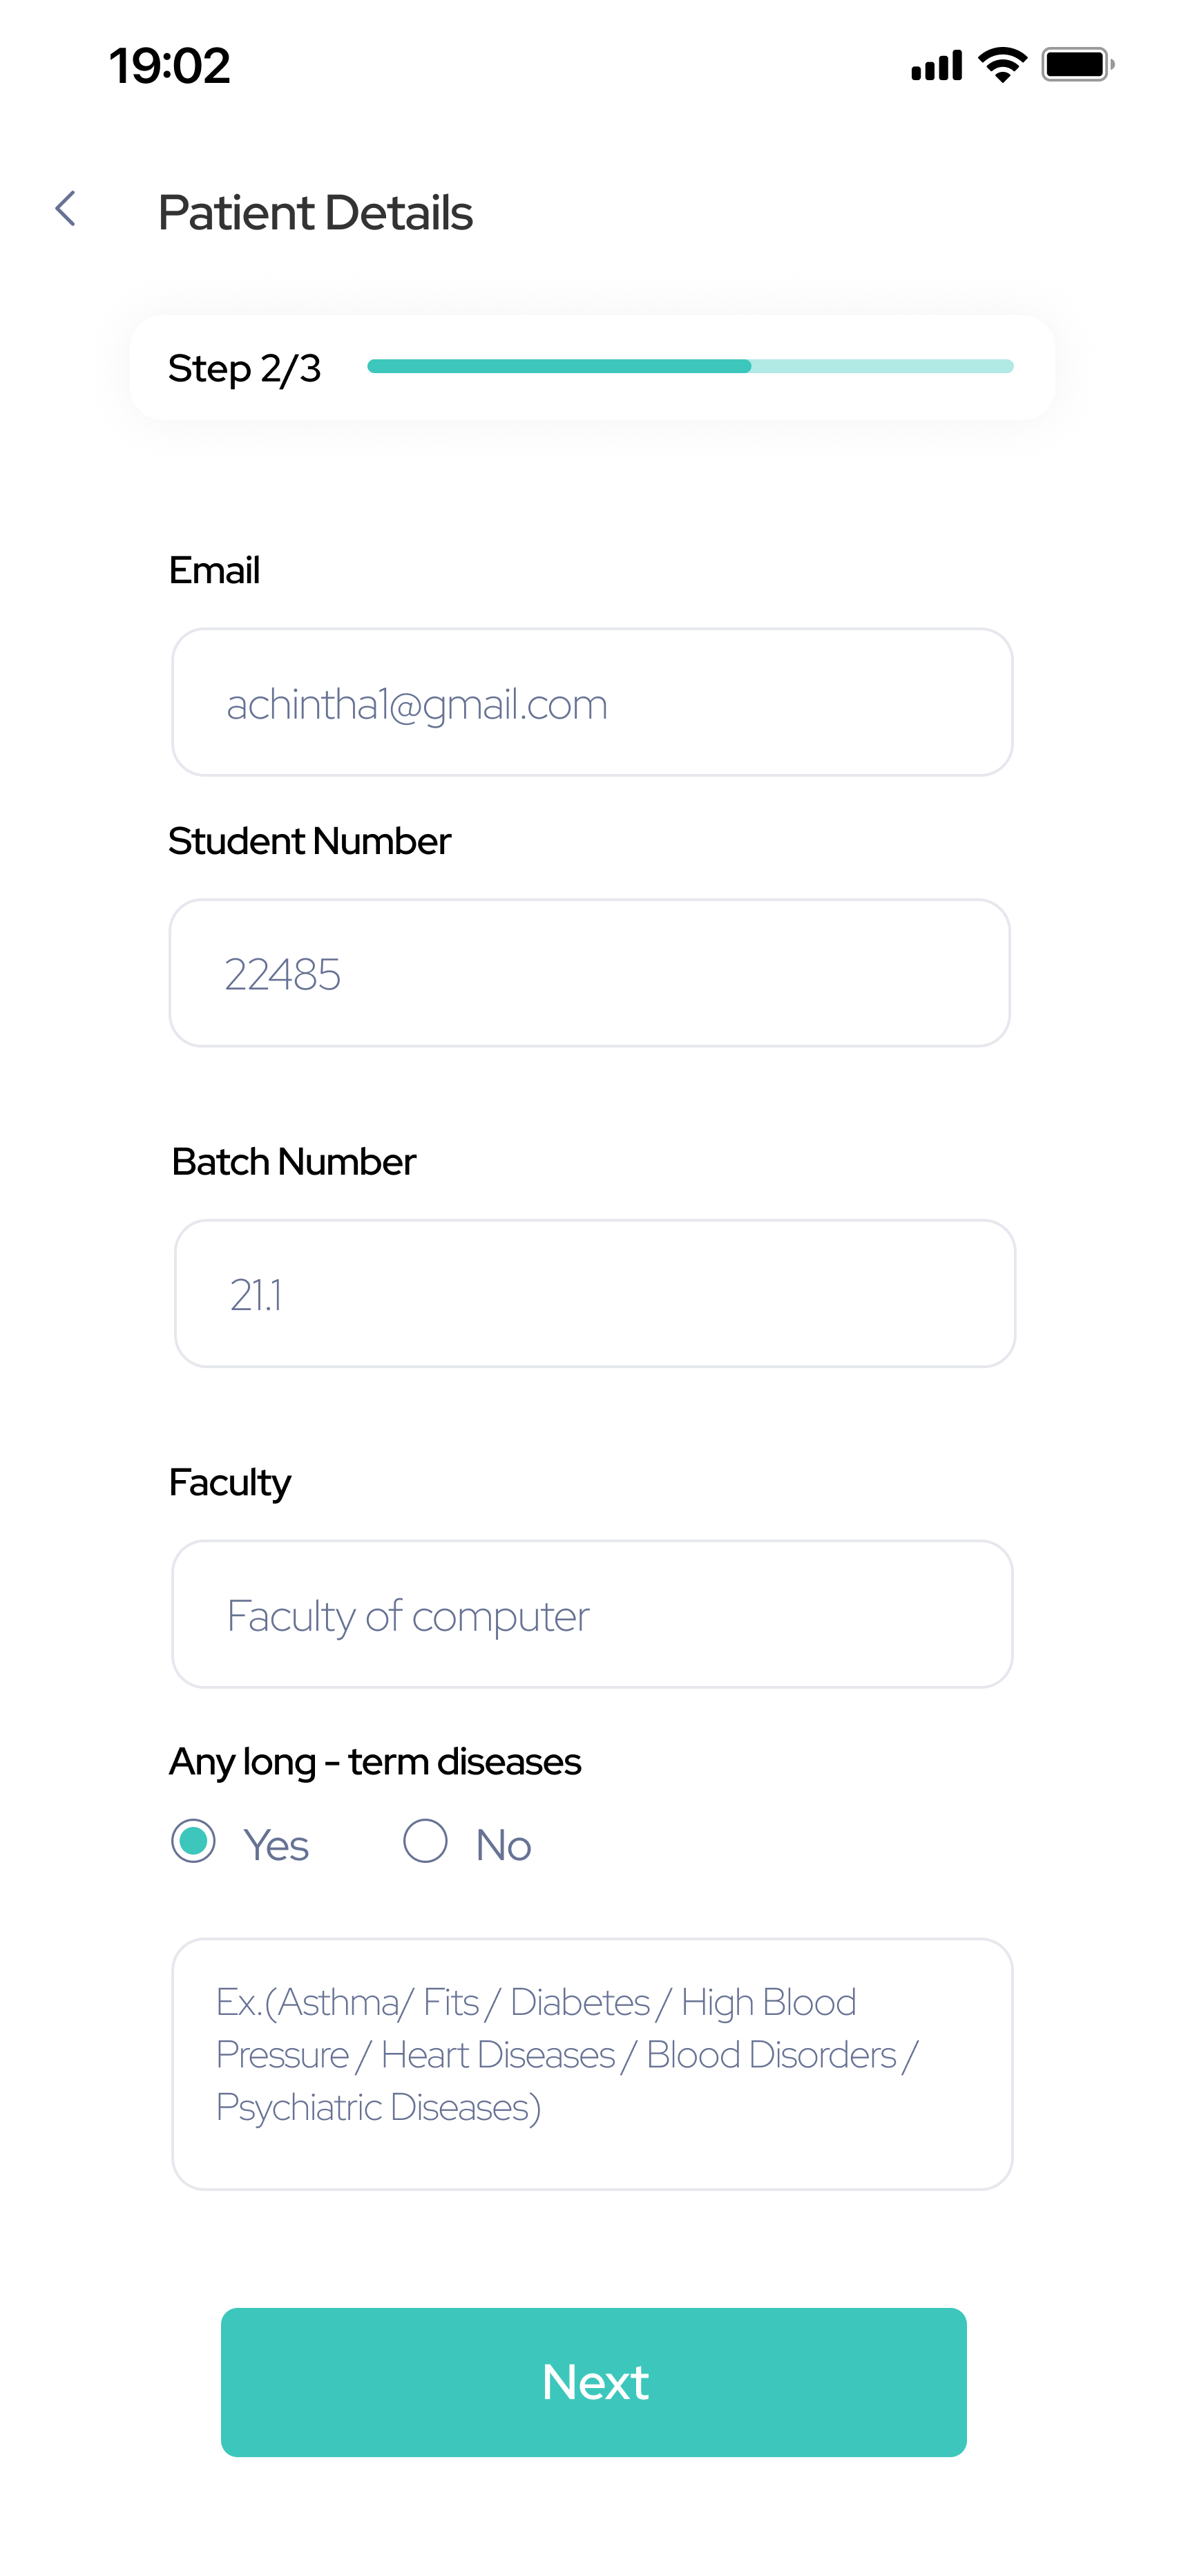 19:02
Patient Details
Step 2/3
Email
achintha1@gmail.com
Student Number
22485
Batch Number
21.1
Faculty
Faculty of computer
Any long - term diseases
Yes No
Ex.(Asthma/ Fits / Diabetes / High Blood
Pressure / Heart Diseases / Blood Disorders /
Psychiatric Diseases)
Next